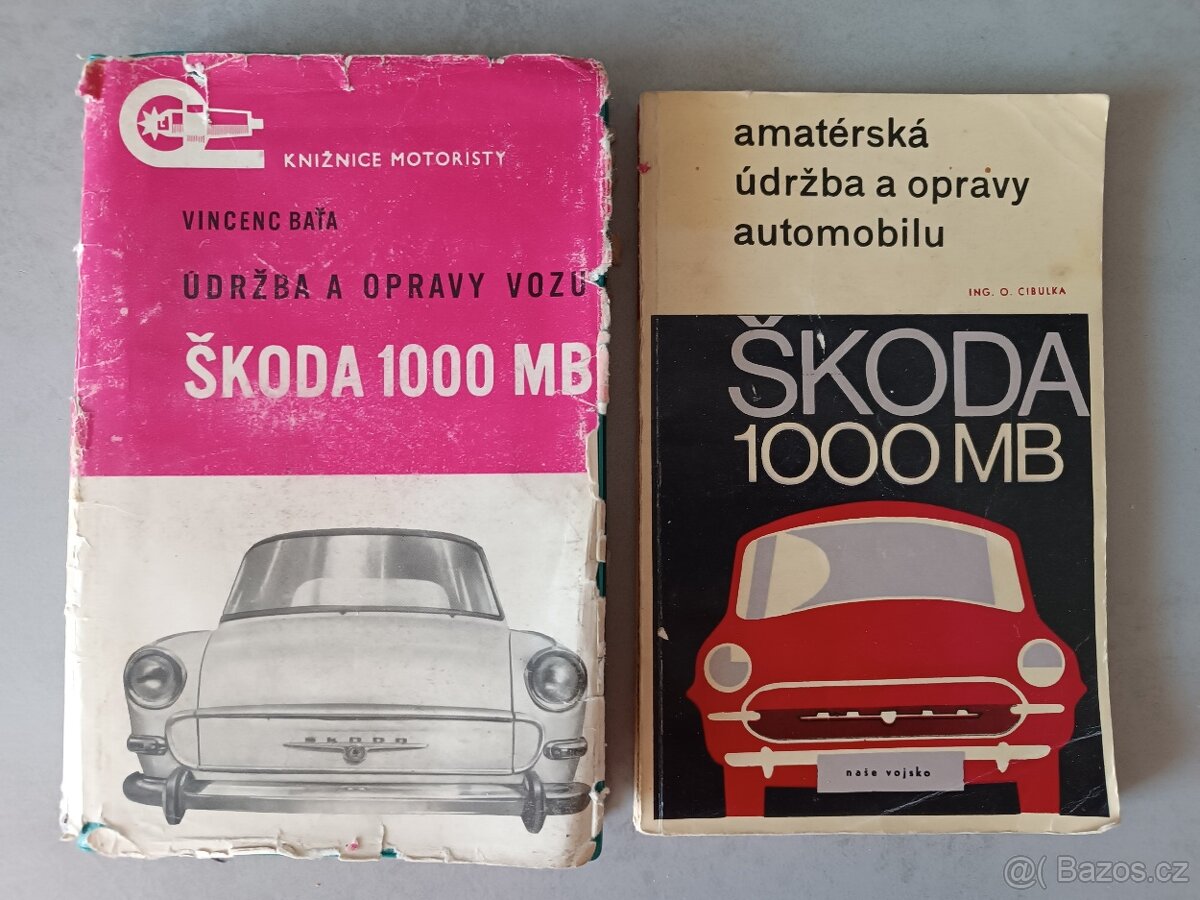 KNIŽNICE MOTORISTY
VINCENC BAŤA
ÚDRŽBA A OPRAVY VOZU
ŠKODA 1000 MB
ŠKODA
amatérská
údržba a opravy
automobilu
ING. O. CIBULKA
ŠKODA
1000 MB
naše vojsko
@( Bazos.cz